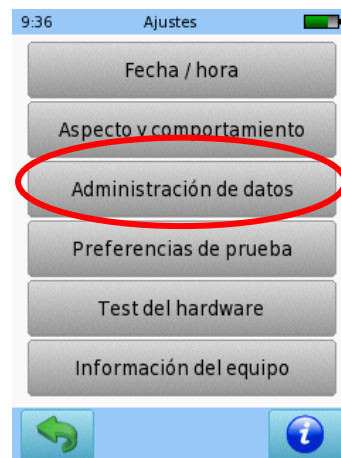 9:36 Ajustes
Fecha / hora
Aspecto y comportamiento
Administración de datos
Preferencias de prueba
Test del hardware
Información del equipo
i